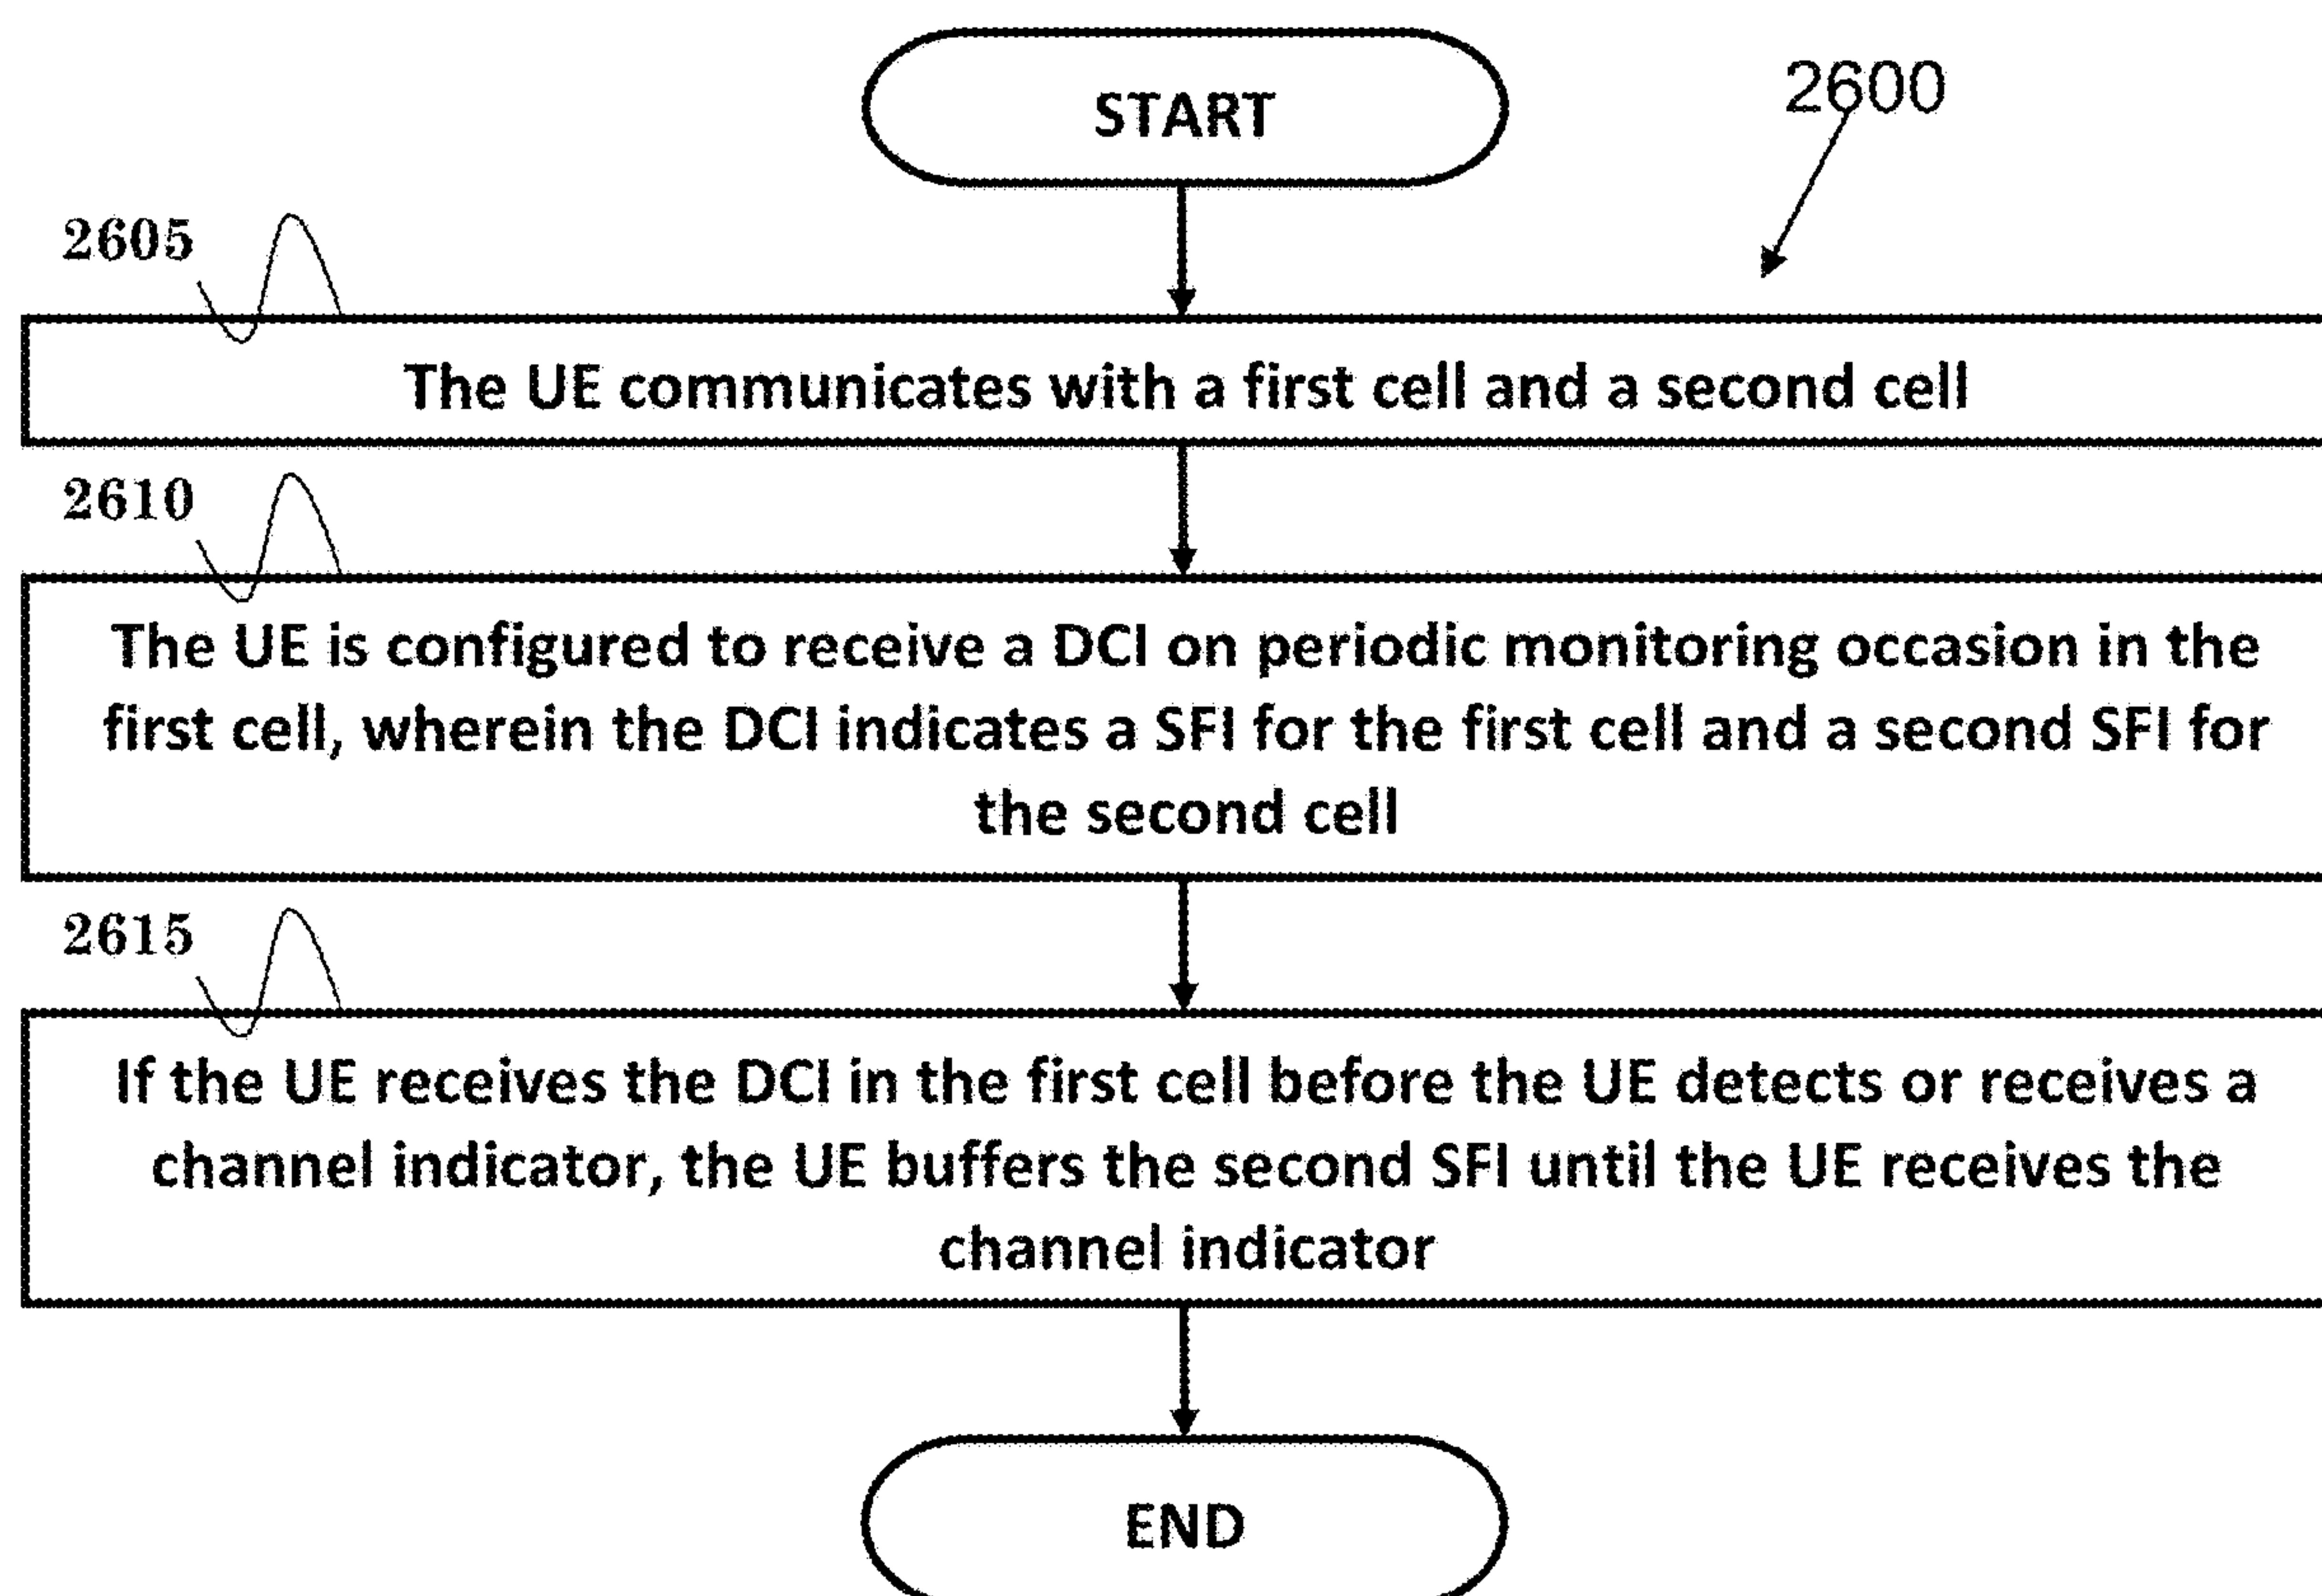 START
2600
2605
The UE communicates with a first cell and a second cell
2610
The UE is configured to receive a DCI on periodic monitoring occasion in the
first cell, wherein the DCI indicates a SFI for the first cell and a second SFI for
the second cell
2615
If the UE receives the DCI in the first cell before the UE detects or receives a
channel indicator, the UE buffers the second SFI until the UE receives the
channel indicator
END